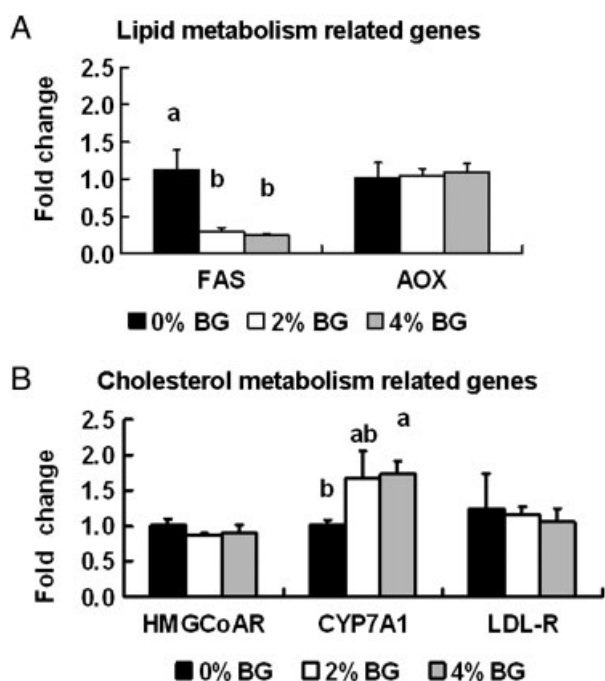 A
Lipid metabolism related genes
Fold change
2.5
2.0
1.5
1.0
0.5
0.0
a
b
b
FAS AOX
0% BG 2% BG 4% BG
B
Cholesterol metabolism related genes
Fold change
2.5
2.0
1.5
1.0
0.5
0.0
b
ab
a
HMGCoAR CYP7A1 LDL-R
0% BG 2% BG 4% BG